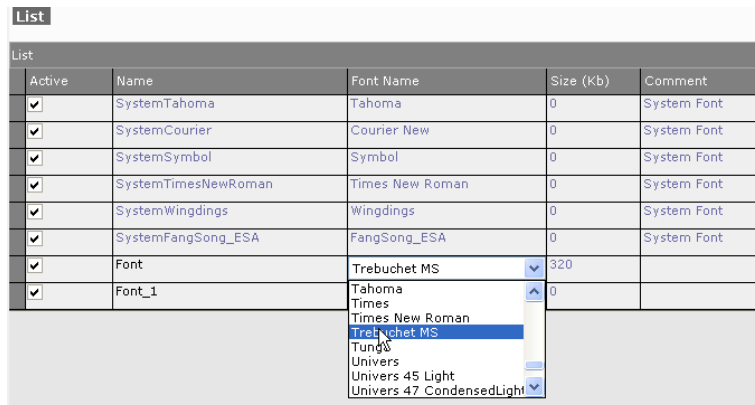 List
List
Active Name Font Name Size (Kb) Comment
SystemTahoma Tahoma 0 System Font
SystemCourier Courier New 0 System Font
SystemSymbol Symbol 0 System Font
SystemTimesNewRoman Times New Roman 0 System Font
SystemWingdings Wingdings 0 System Font
SystemFangSong_ESA FangSong_ESA 0 System Font
Font Trebuchet MS 320
Font_1 0
Tahoma
Times
Times New Roman
Trebuchet MS
Tunga
Univers
Univers 45 Light
Univers 47 CondensedLight